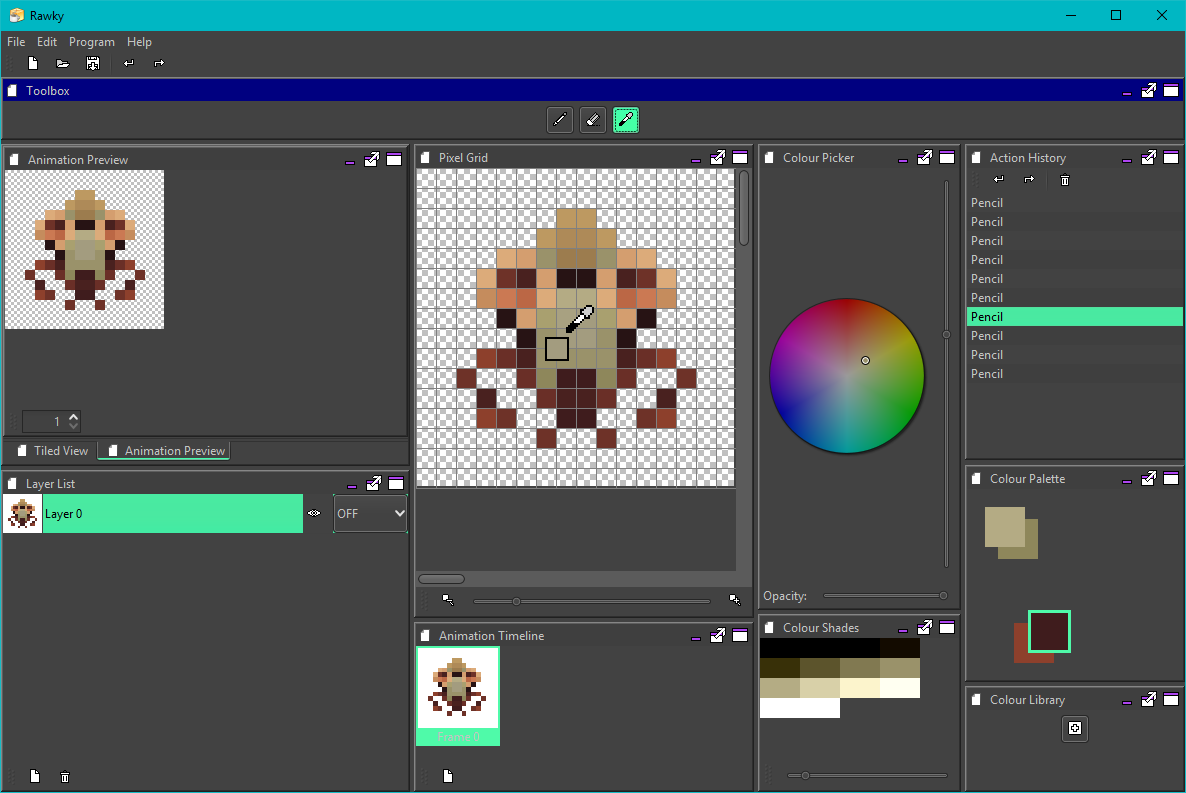 Rawky
File Edit Program Help
Toolbox
Animation Preview
1
Tiled View Animation Preview
Layer List
Layer 0 OFF
Pixel Grid
Animation Timeline
Frame 0
Colour Picker
Opacity:
Colour Shades
Action History
Pencil
Pencil
Pencil
Pencil
Pencil
Pencil
Pencil
Pencil
Pencil
Pencil
Colour Palette
Colour Library